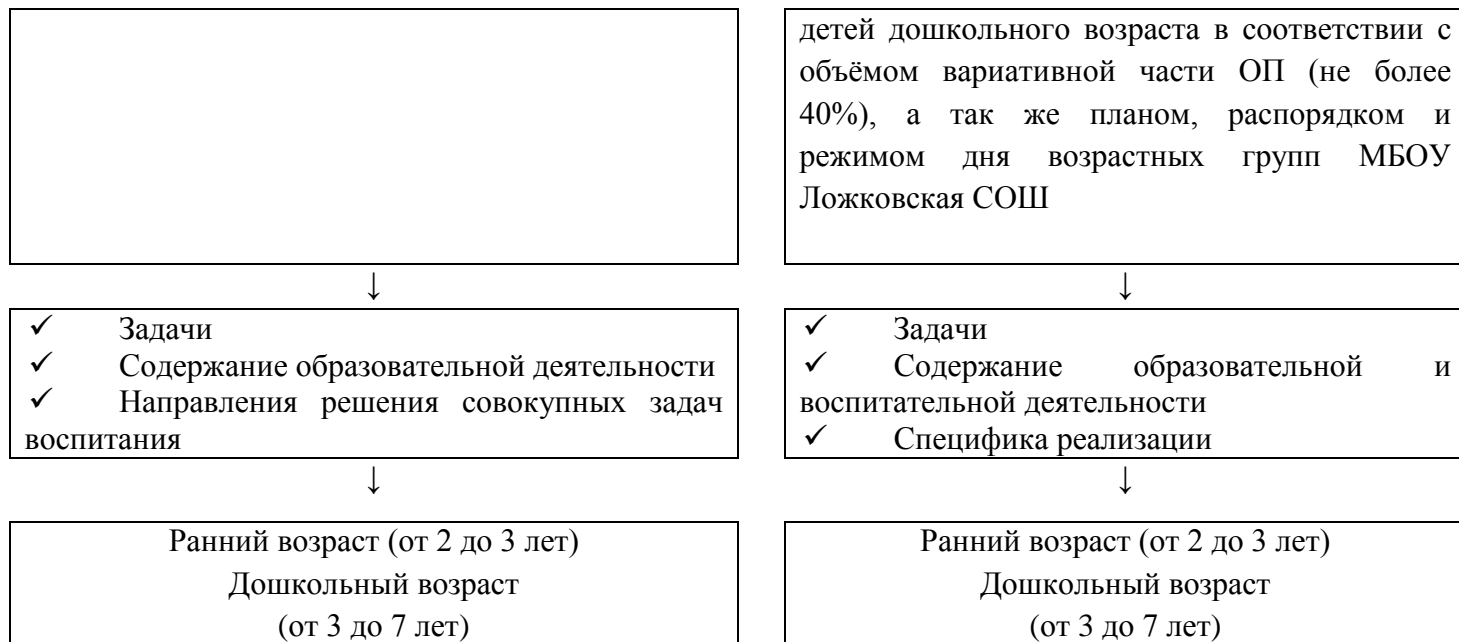 детей дошкольного возраста в соответствии с
объёмом вариативной части ОП (не более
40%), а так же планом, распорядком и
режимом дня возрастных групп МБОУ
Ложковская СОШ
↓
↓
✓ Задачи
✓ Содержание образовательной деятельности
✓ Направления решения совокупных задач
воспитания
✓ Задачи
✓ Содержание образовательной и
воспитательной деятельности
✓ Специфика реализации
↓
↓
Ранний возраст (от 2 до 3 лет)
Дошкольный возраст
(от 3 до 7 лет)
Ранний возраст (от 2 до 3 лет)
Дошкольный возраст
(от 3 до 7 лет)